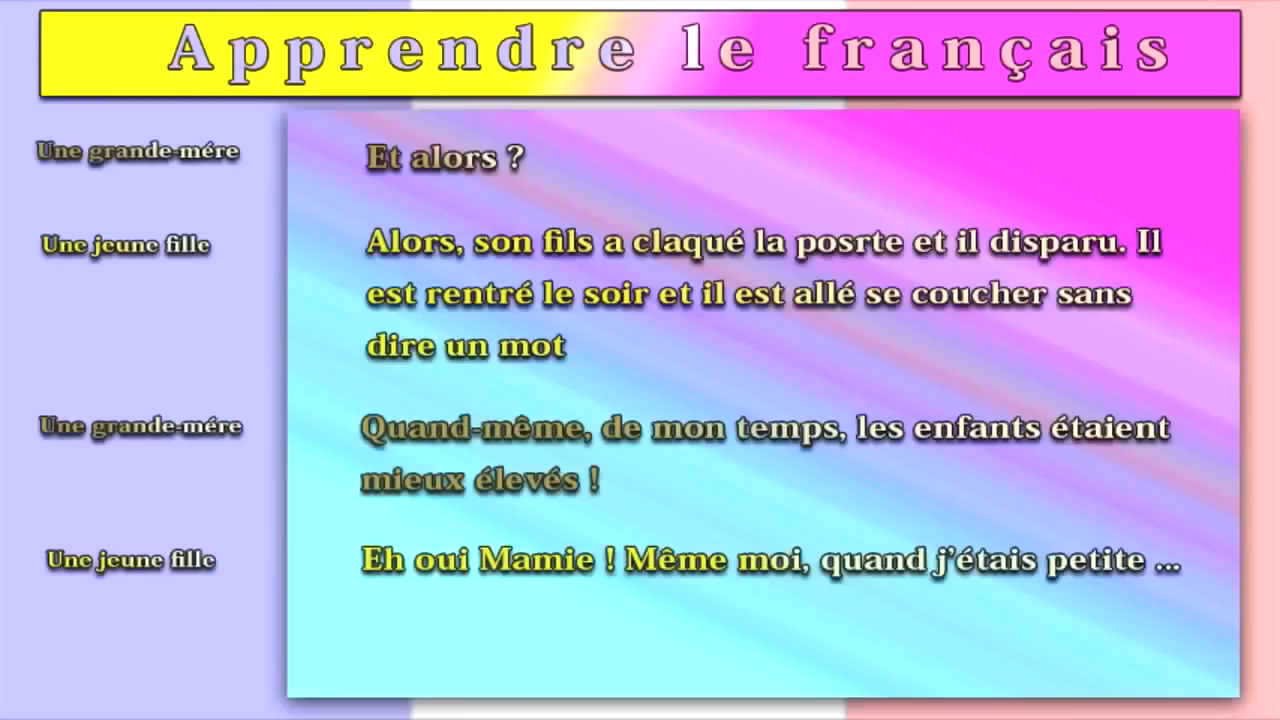 Apprendre le français
Une grande-mére
Et alors ?
Une jeune fille
Alors, son fils a claqué la posrte et il disparu. Il
est rentré le soir et il est allé se coucher sans
dire un mot
Une grande-mére
Quand-même, de mon temps, les enfants étaient
mieux élevés !
Une jeune fille
Eh oui Mamie ! Même moi, quand j'étais petite ...